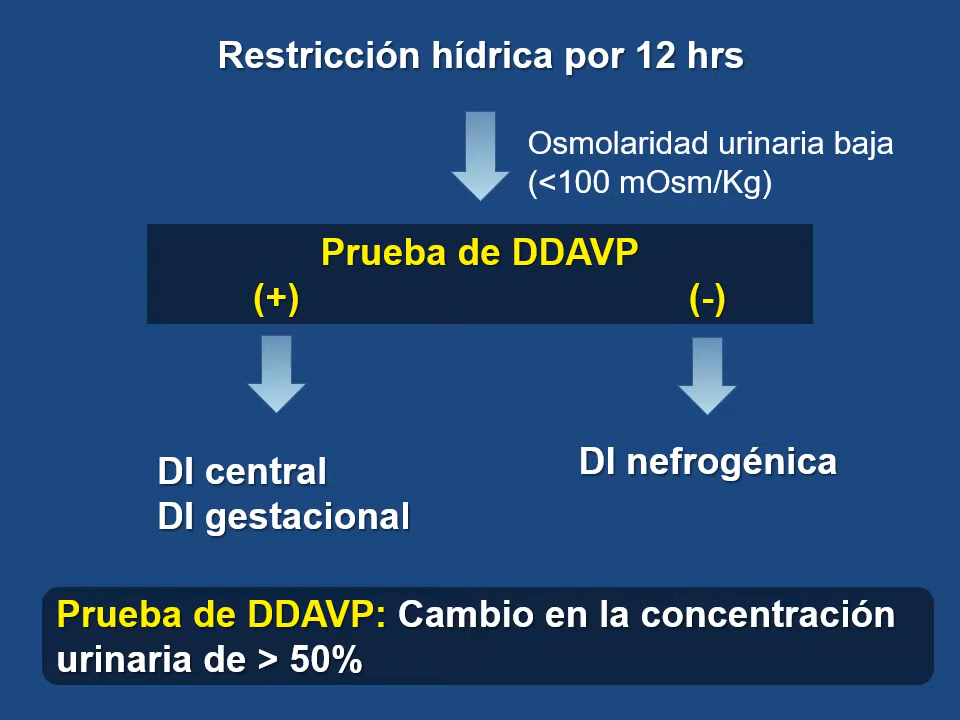 Restricción hídrica por 12 hrs
Osmolaridad urinaria baja
(<100 mOsm/Kg)
Prueba de DDAVP
(+) (-)
DI central
DI gestacional
DI nefrogénica
Prueba de DDAVP: Cambio en la concentración
urinaria de > 50%